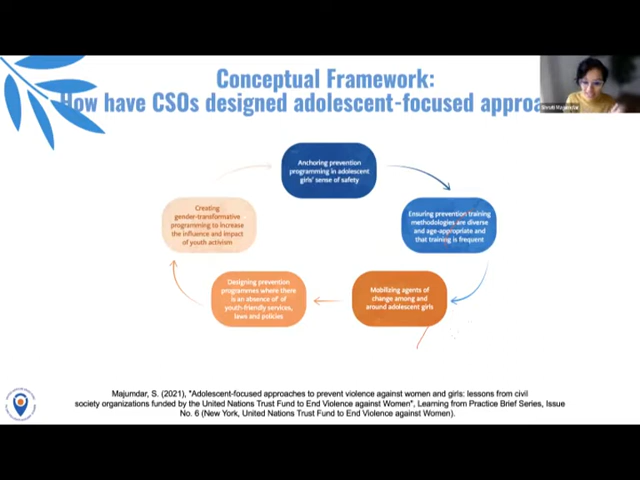 Conceptual Framework:
How have CSOs designed adolescent-focused approa
Anchoring prevention
programming in adolescent
girls' sense of safety
Ensuring prevention training
methodologies are diverse
and age-appropriate and
that training is frequent
Mobilizing agents of
change among and
around adolescent girls
Designing prevention
programmes where there
is an absence of of
youth-friendly services,
laws and policies
Creating
gender-transformative
programming to increase
the influence and impact
of youth activism
Majumdar, S. (2021), "Adolescent-focused approaches to prevent violence against women and girls: lessons from civil
society organizations funded by the United Nations Trust Fund to End Violence against Women", Learning from Practice Brief Series, Issue
No. 6 (New York, United Nations Trust Fund to End Violence against Women).